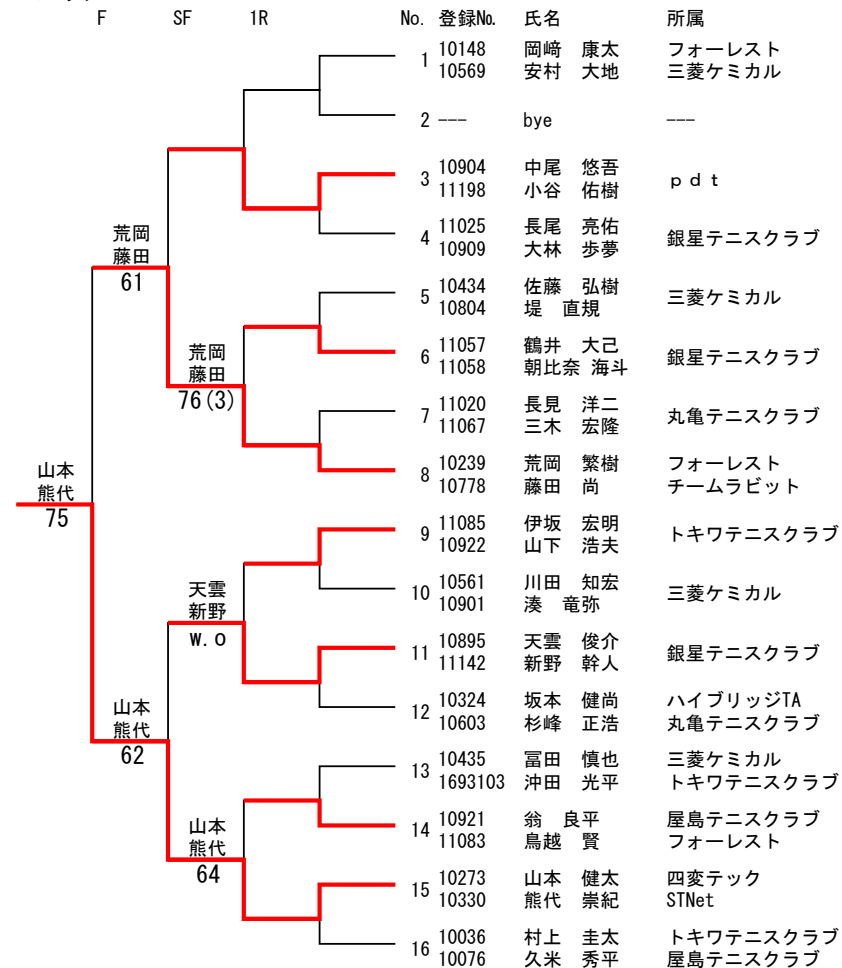 F SF 1R No. 登録No. 氏名 所属
1 10148 岡﨑 康太 フォーレスト
10569 安村 大地 三菱ケミカル
2 --- bye ---
3 10904 中尾 悠吾 pdt
11198 小谷 佑樹
4 11025 長尾 亮佑 銀星テニスクラブ
10909 大林 歩夢
荒岡
藤田
61
5 10434 佐藤 弘樹 三菱ケミカル
10804 堤 直規
6 11057 鶴井 大己 銀星テニスクラブ
11058 朝比奈 海斗
荒岡
藤田
76(3)
7 11020 長見 洋二 丸亀テニスクラブ
11067 三木 宏隆
8 10239 荒岡 繁樹 フォーレスト
10778 藤田 尚 チームラビット
山本
熊代
75
9 11085 伊坂 宏明 トキワテニスクラブ
10922 山下 浩夫
10 10561 川田 知宏 三菱ケミカル
10901 湊 竜弥
天雲
新野
w.o
11 10895 天雲 俊介 銀星テニスクラブ
11142 新野 幹人
12 10324 坂本 健尚 ハイブリッジTA
10603 杉峰 正浩 丸亀テニスクラブ
山本
熊代
62
13 10435 冨田 慎也 三菱ケミカル
1693103 沖田 光平 トキワテニスクラブ
14 10921 翁 良平 屋島テニスクラブ
11083 鳥越 賢 フォーレスト
山本
熊代
64
15 10273 山本 健太 四変テック
10330 熊代 崇紀 STNet
16 10036 村上 圭太 トキワテニスクラブ
10076 久米 秀平 屋島テニスクラブ